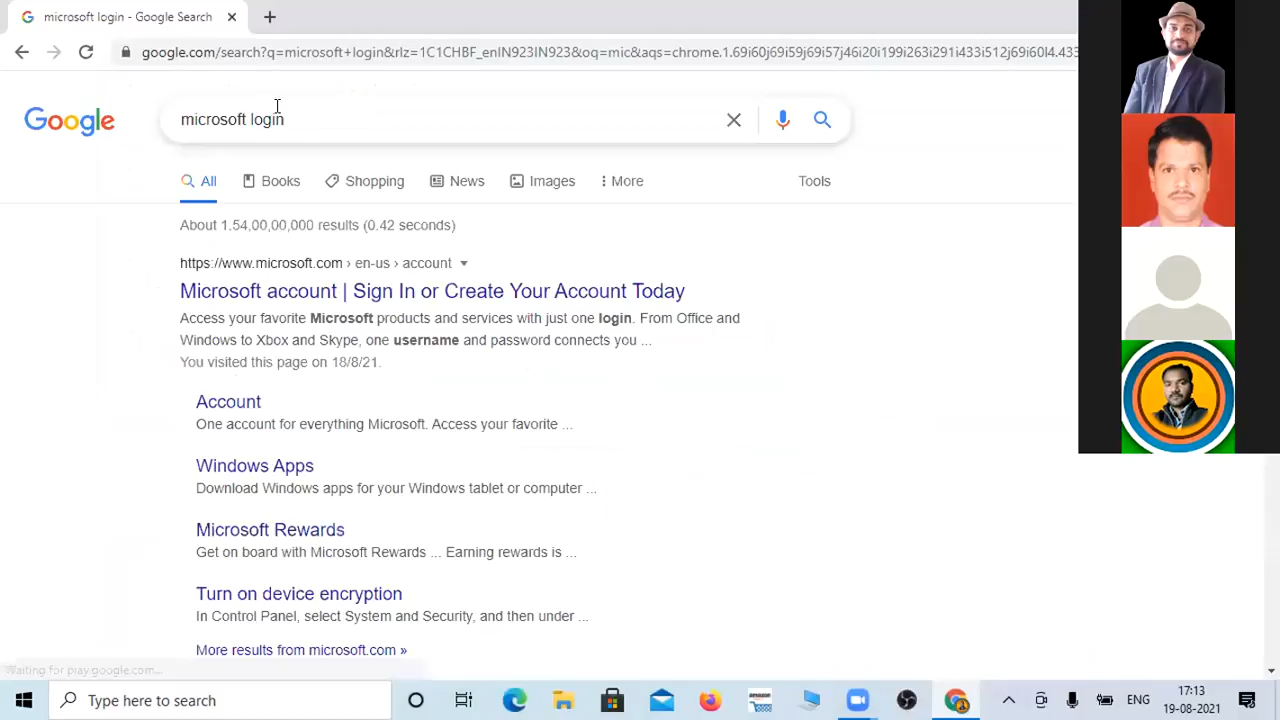 microsoft login - Google Search
google.com/search?q=microsoft+login&rlz=1C1CHBF_enIN923IN923&oq=mic&aqs=chrome.1.69i60j69i59j69i57j46i20i199i263i291i433i512j69i60l4.433
Google
microsoft login
All Books Shopping News Images More Tools
About 1,54,00,00,000 results (0.42 seconds)
https://www.microsoft.com › en-us › account
Microsoft account | Sign In or Create Your Account Today
Access your favorite Microsoft products and services with just one login. From Office and
Windows to Xbox and Skype, one username and password connects you ...
You visited this page on 18/8/21.
Account
One account for everything Microsoft. Access your favorite ...
Windows Apps
Download Windows apps for your Windows tablet or computer ...
Microsoft Rewards
Get on board with Microsoft Rewards ... Earning rewards is ...
Turn on device encryption
In Control Panel, select System and Security, and then under ...
More results from microsoft.com »
Waiting for play.google.com...
Type here to search
ENG
17:13
19-08-2021